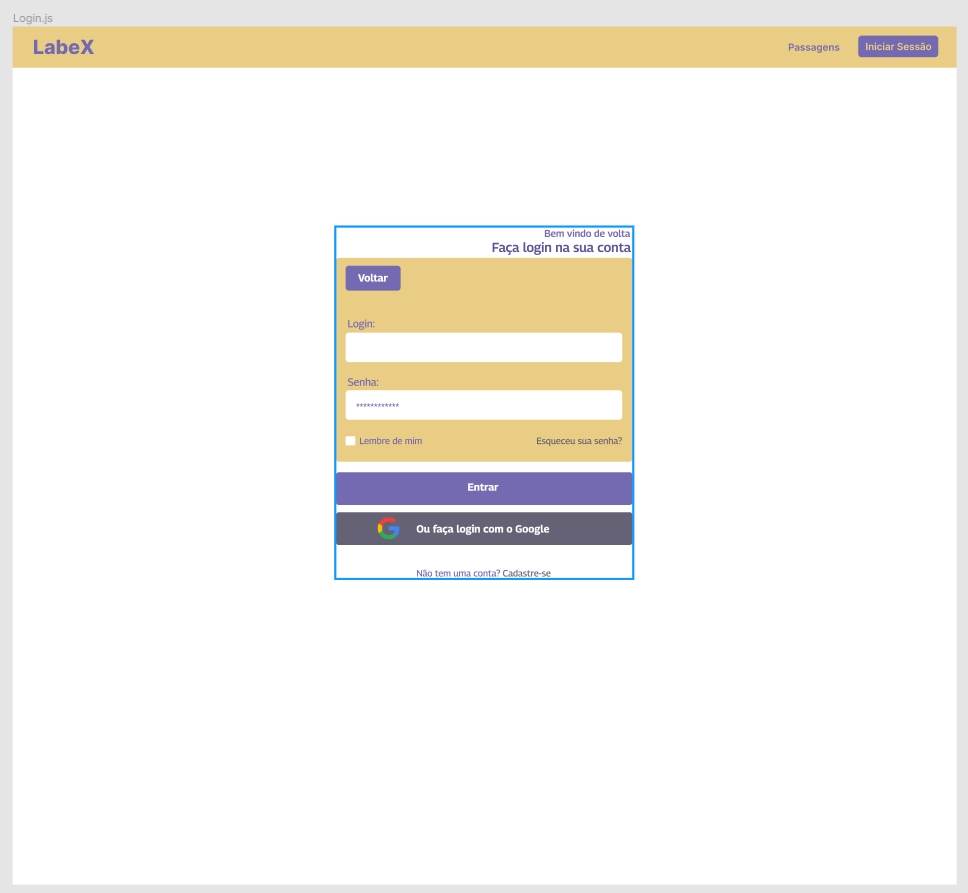 Login.js
LabeX
Passagens
Iniciar Sessão
Bem vindo de volta
Faça login na sua conta
Voltar
Login:
Senha:
************
Lembre de mim
Esqueceu sua senha?
Entrar
Ou faça login com o Google
Não tem uma conta? Cadastre-se